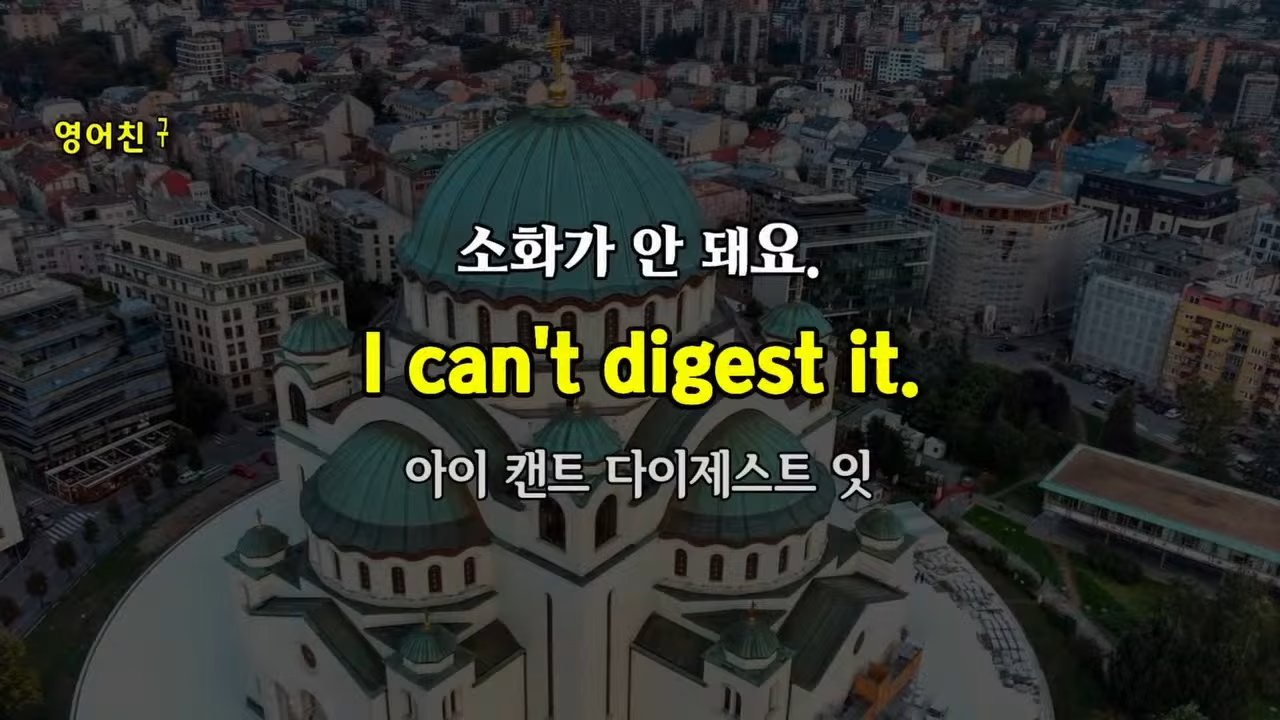 영어친구
소화가 안 돼요.
I can't digest it.
아이 캔트 다이제스트 잇